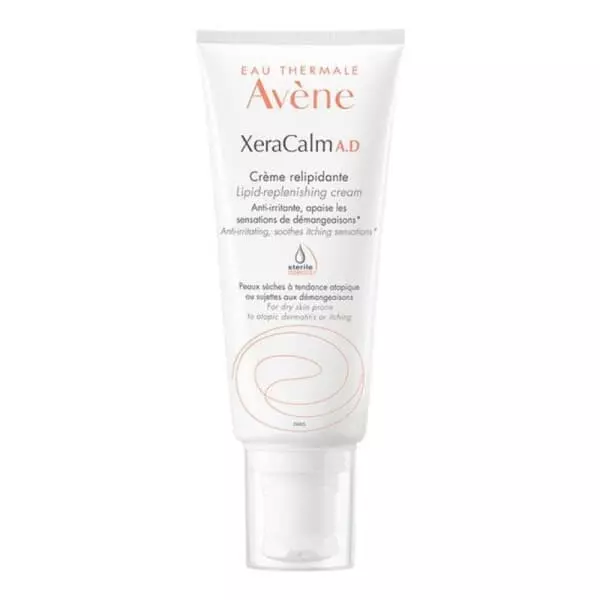 EAU THERMALE
Avène
XeraCalm A.D
Crème relipidante
Lipid-replenishing cream
Anti-irritante, apaise les
sensations de démangeaisons*
Anti-irritating, soothes itching sensations*
sterile
Peaux sèches à tendance atopique
ou sujettes aux démangeaisons
For dry skin prone
to atopic dermatitis or itching
PARIS